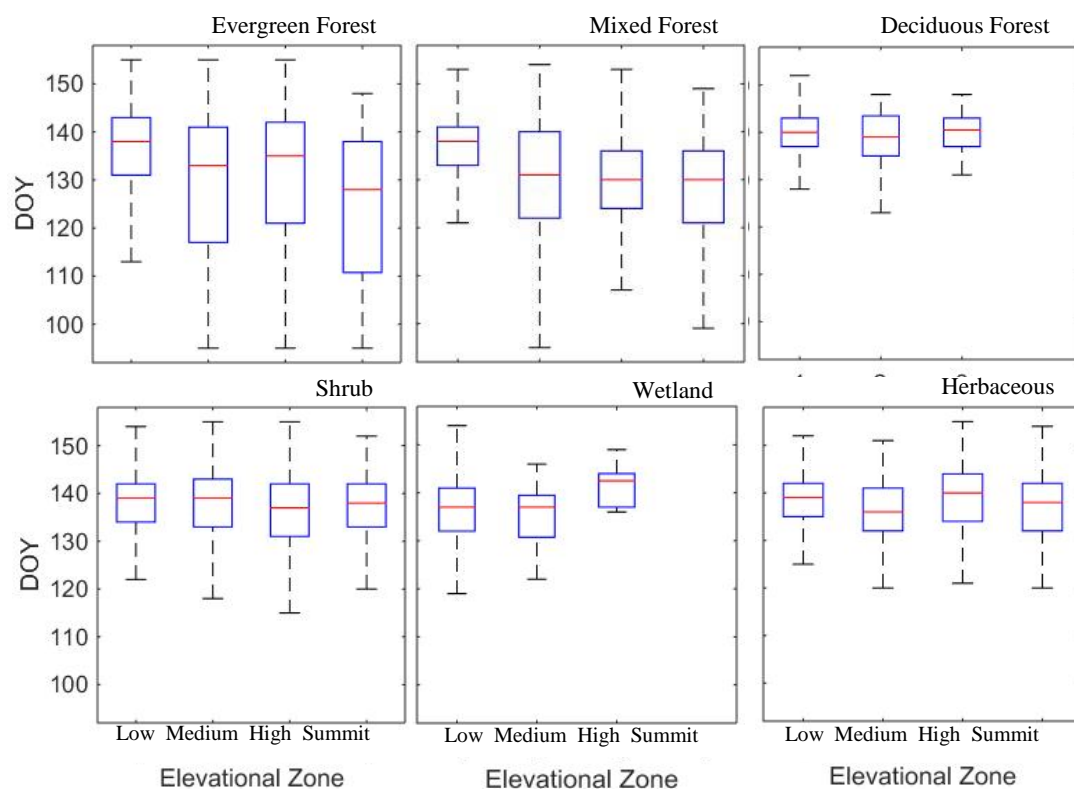 Evergreen Forest
Mixed Forest
Deciduous Forest
DOY
150
140
130
120
110
100
Shrub
Wetland
Herbaceous
DOY
150
140
130
120
110
100
Low Medium High Summit
Low Medium High Summit
Low Medium High Summit
Elevational Zone
Elevational Zone
Elevational Zone